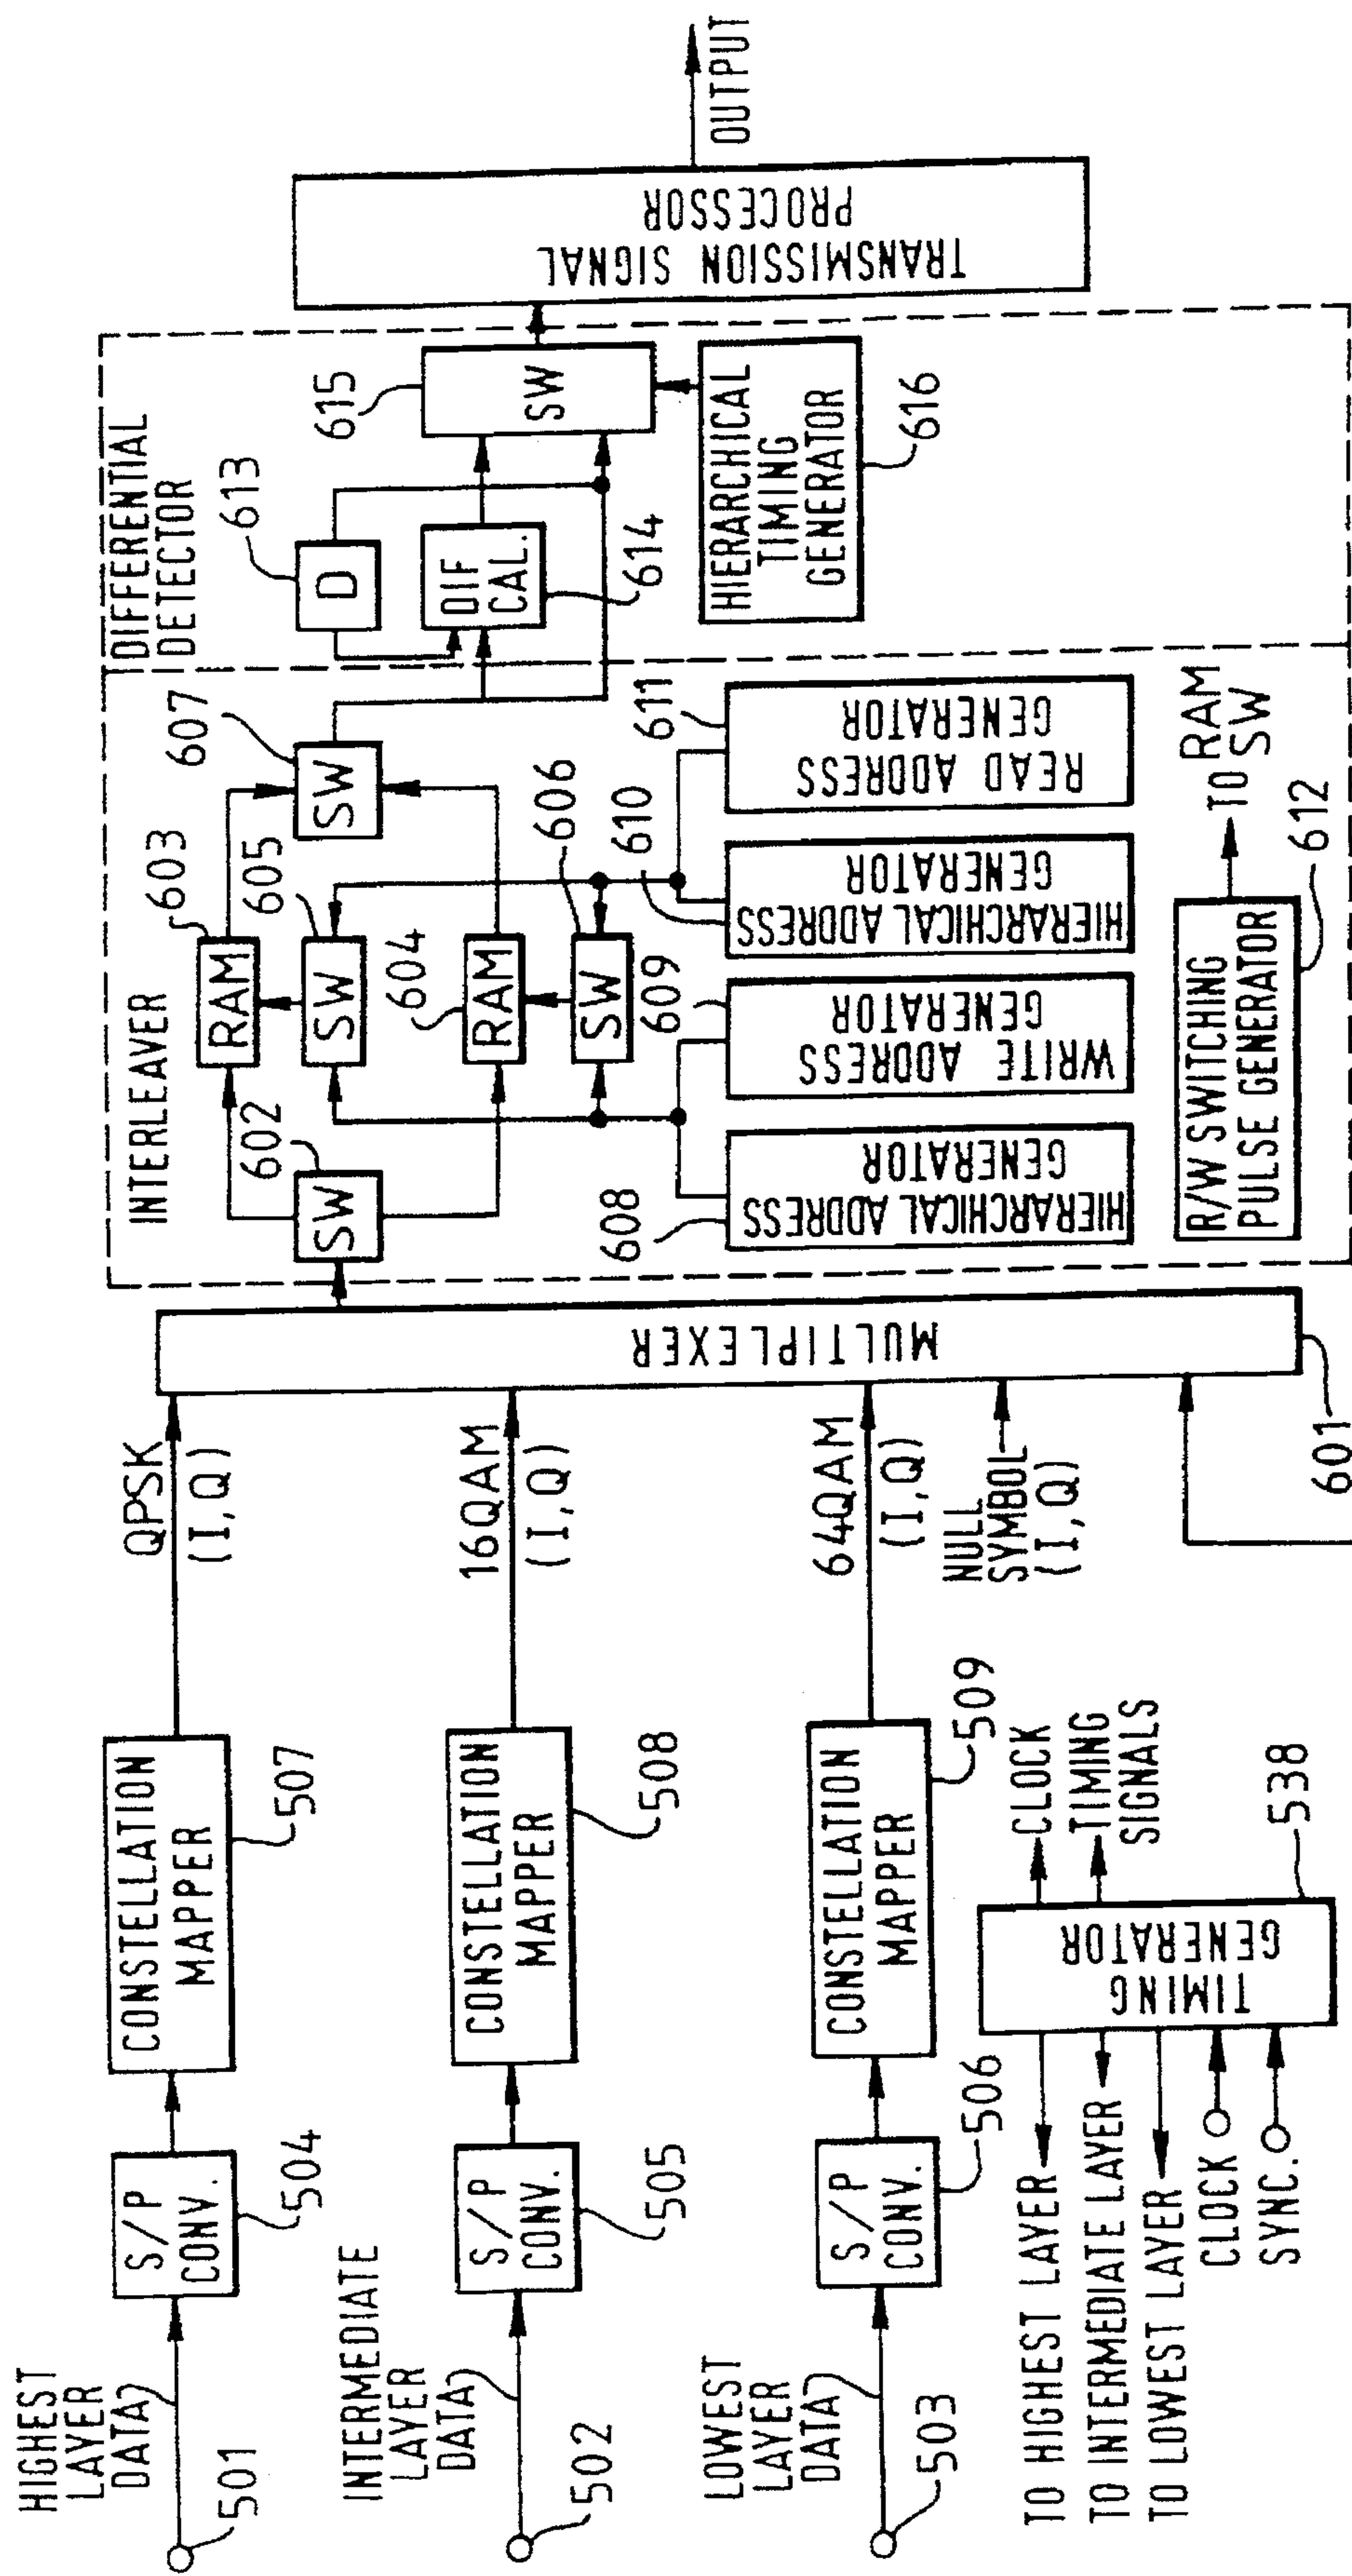 HIGHEST
LAYER
DATA
501
S/P
CONV.
504
CONSTELLATION
MAPPER
507
QPSK
(I,Q)
INTERMEDIATE
LAYER
DATA
502
S/P
CONV.
505
CONSTELLATION
MAPPER
508
16QAM
(I,Q)
LOWEST
LAYER
DATA
503
S/P
CONV.
506
CONSTELLATION
MAPPER
509
64QAM
(I,Q)
NULL
SYMBOL
(I,Q)
TO HIGHEST LAYER
TO INTERMEDIATE LAYER
TO LOWEST LAYER
CLOCK
SYNC.
TIMING
GENERATOR
538
CLOCK
TIMING
SIGNALS
MULTIPLEXER
601
INTERLEAVER
602
SW
603
RAM
605
SW
604
RAM
606
SW
607
SW
608
HIERARCHICAL ADDRESS
GENERATOR
609
WRITE ADDRESS
GENERATOR
610
HIERARCHICAL ADDRESS
GENERATOR
611
READ ADDRESS
GENERATOR
R/W SWITCHING
PULSE GENERATOR
612
TO RAM
SW
DIFFERENTIAL
DETECTOR
613
D
DIF
CAL.
614
615
SW
HIERARCHICAL
TIMING
GENERATOR
616
TRANSMISSION SIGNAL
PROCESSOR
OUTPUT